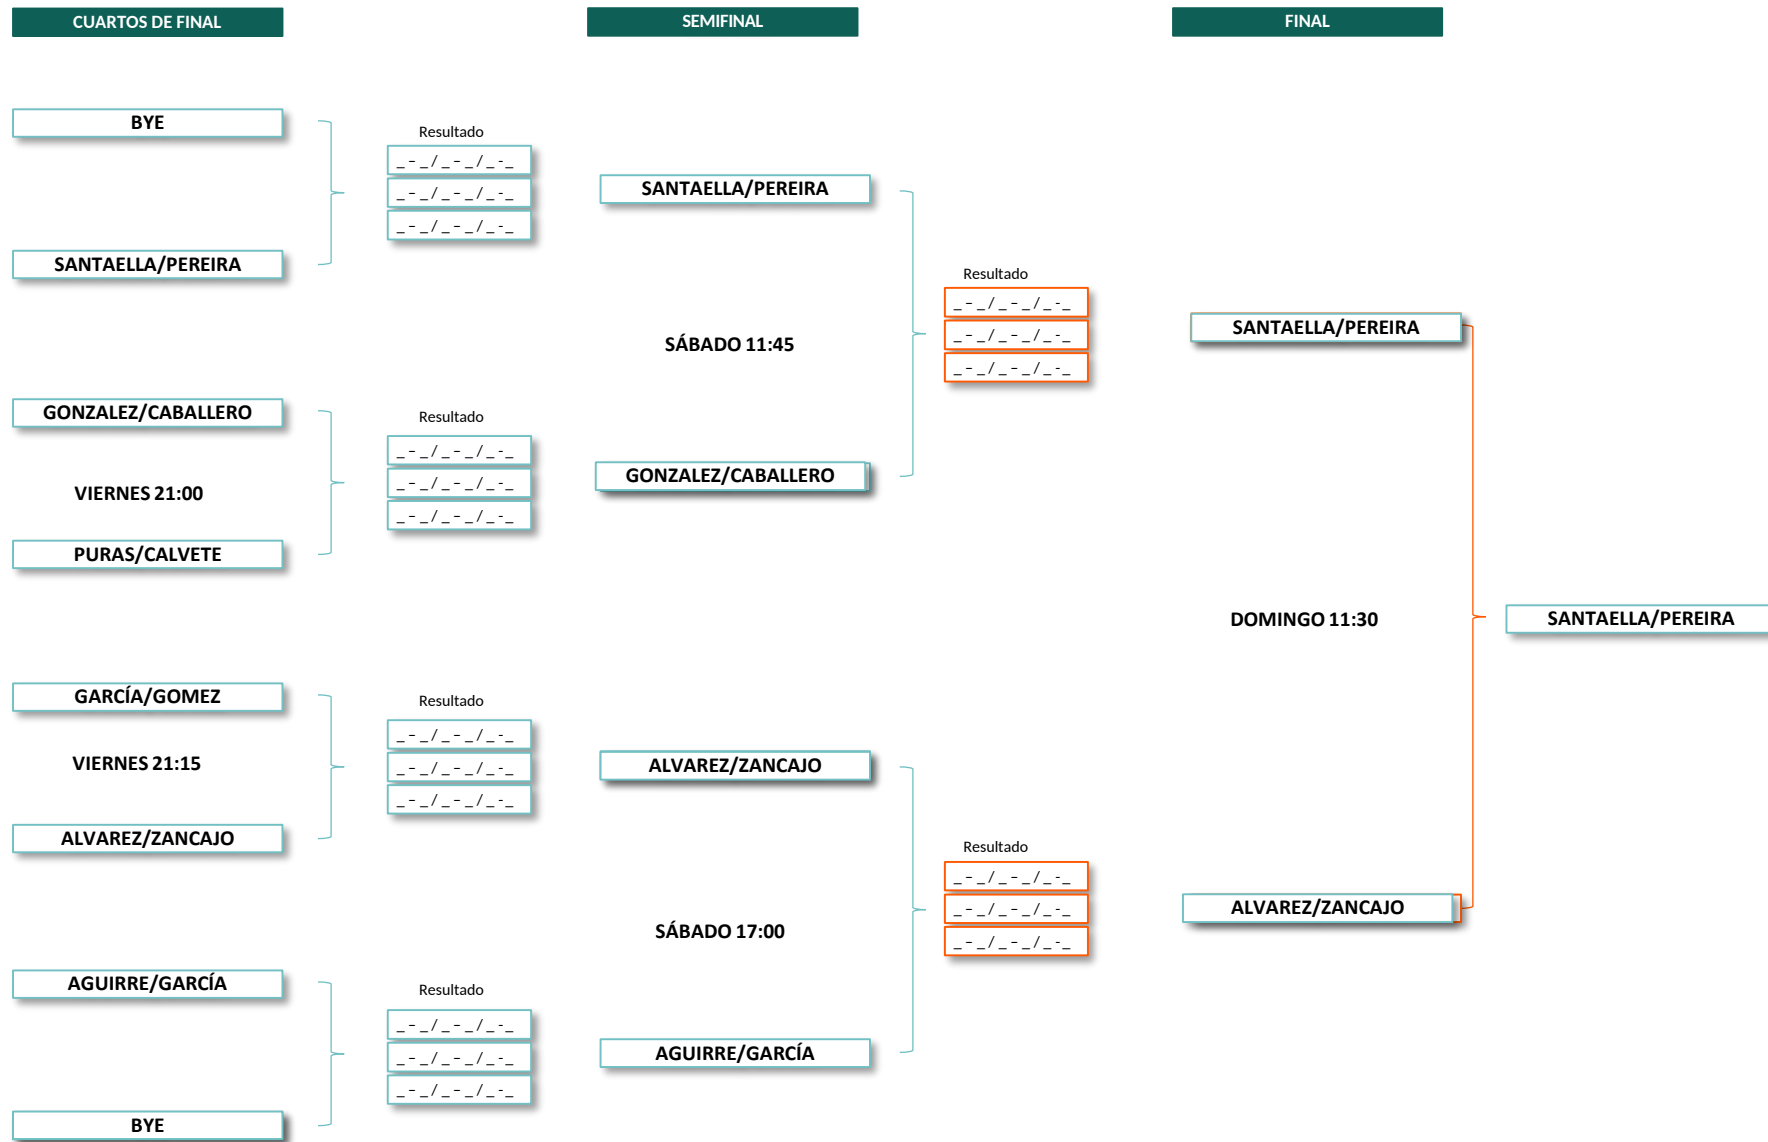 CUARTOS DE FINAL
SEMIFINAL
FINAL
BYE
Resultado
_-_/_-_/_-_
_-_/_-_/_-_
_-_/_-_/_-_
SANTAELLA/PEREIRA
SANTAELLA/PEREIRA
Resultado
_-_/_-_/_-_
_-_/_-_/_-_
_-_/_-_/_-_
SÁBADO 11:45
SANTAELLA/PEREIRA
GONZALEZ/CABALLERO
Resultado
_-_/_-_/_-_
_-_/_-_/_-_
_-_/_-_/_-_
VIERNES 21:00
GONZALEZ/CABALLERO
PURAS/CALVETE
DOMINGO 11:30
SANTAELLA/PEREIRA
GARCÍA/GOMEZ
Resultado
_-_/_-_/_-_
_-_/_-_/_-_
_-_/_-_/_-_
VIERNES 21:15
ALVAREZ/ZANCAJO
ALVAREZ/ZANCAJO
Resultado
_-_/_-_/_-_
_-_/_-_/_-_
_-_/_-_/_-_
SÁBADO 17:00
ALVAREZ/ZANCAJO
AGUIRRE/GARCÍA
Resultado
_-_/_-_/_-_
_-_/_-_/_-_
_-_/_-_/_-_
AGUIRRE/GARCÍA
BYE